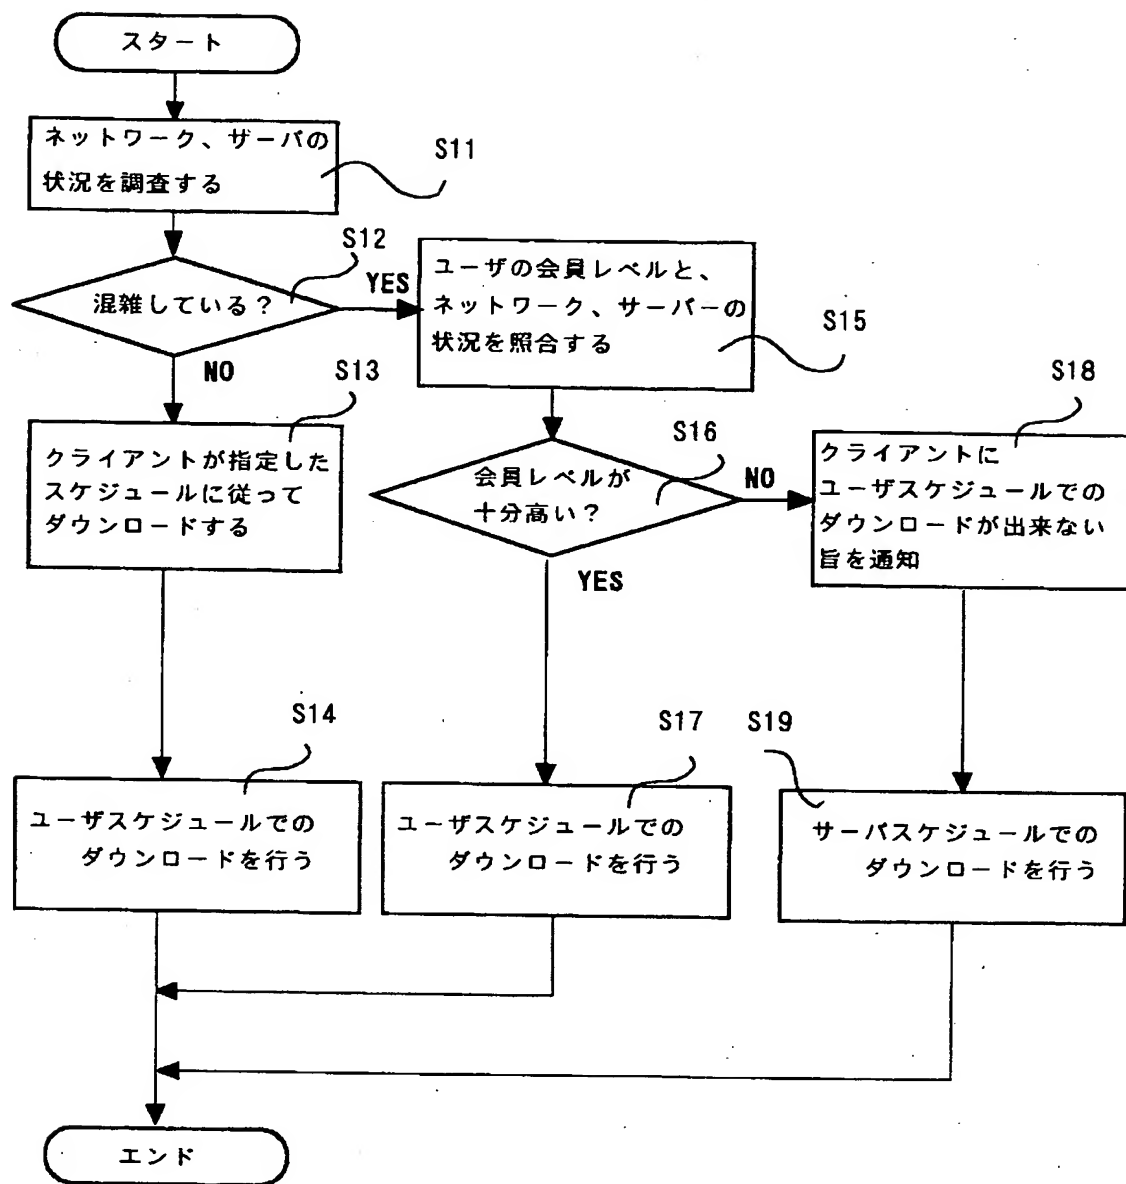 スタート
ネットワーク、ザーバの
状況を調査する
S11
S12
混雑している？
YES
NO
ユーザの会員レベルと、
ネットワーク、サーバーの
状況を照合する
S15
S13
クライアントが指定した
スケジュールに従って
ダウンロードする
S16
会員レベルが
十分高い？
NO
YES
S18
クライアントに
ユーザスケジュールでの
ダウンロードが出来ない
旨を通知
S14
ユーザスケジュールでの
ダウンロードを行う
S17
ユーザスケジュールでの
ダウンロードを行う
S19
サーバスケジュールでの
ダウンロードを行う
エンド